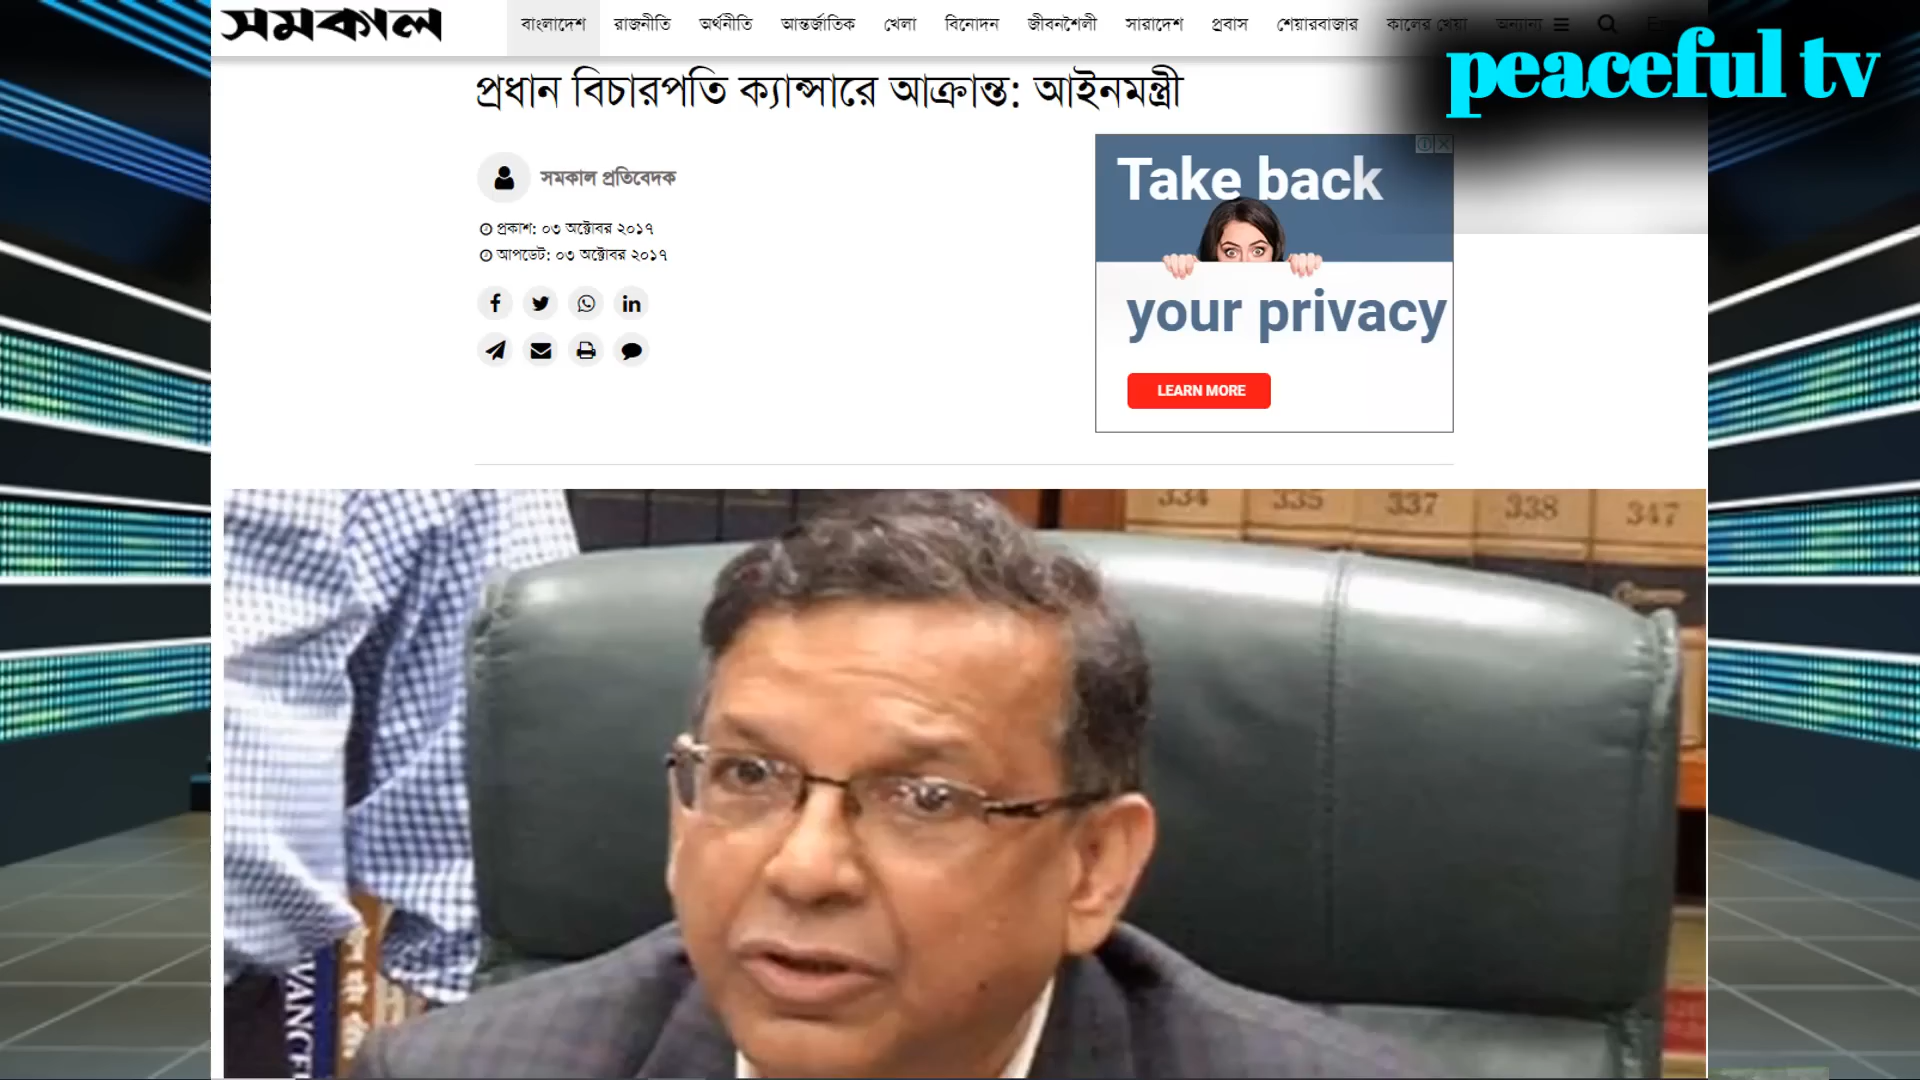 সমকাল
বাংলাদেশ রাজনীতি অর্থনীতি আন্তর্জাতিক খেলা বিনোদন জীবনশৈলী সারাদেশ প্রবাস শেয়ারবাজার কালের খেয়া অন্যান্য
peaceful tv
প্রধান বিচারপতি ক্যান্সারে আক্রান্ত: আইনমন্ত্রী
সমকাল প্রতিবেদক
প্রকাশ: ০৩ অক্টোবর ২০১৭
আপডেট: ০৩ অক্টোবর ২০১৭
Take back
your privacy
LEARN MORE
334 335 337 338 347